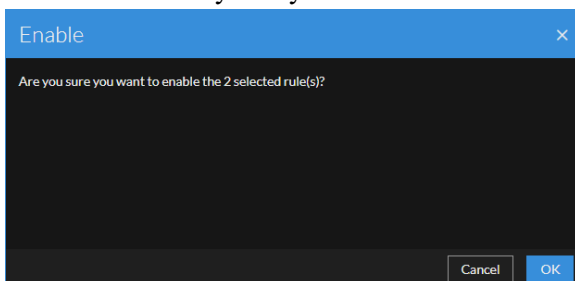 Enable
Are you sure you want to enable the 2 selected rule(s)?
Cancel OK